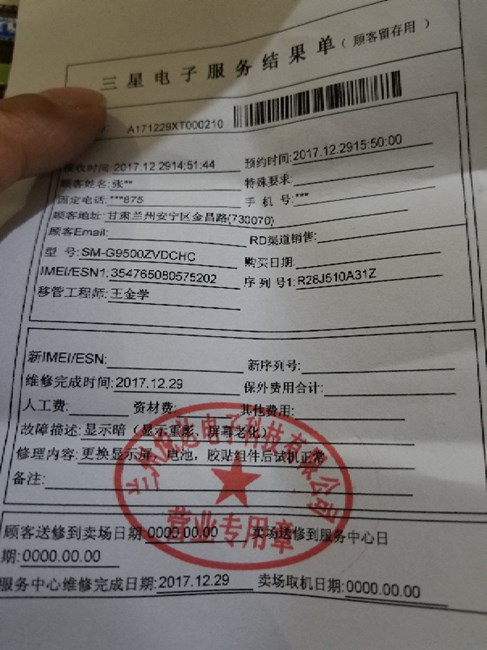 三星电子服务结果单（顾客留存用）
A171229XT000210
接收时间:2017.12.2914:51:44 预约时间:2017.12.2915:50:00
顾客姓名:张** 特殊要求
固定电话:***875 手 机 号:***
顾客地址:甘肃兰州安宁区金昌路(730070)
顾客Email: RD渠道销售:
型 号:SM-G9500ZVDCHC 购买日期:
IMEI/ESN1:354765080575202 序 列 号1:R28J510A31Z
移管工程师:王金学
新IMEI/ESN: 新序列号:
维修完成时间:2017.12.29 保外费用合计:
人工费: 资材费: 其他费用:
故障描述:显示暗（显示重影，屏幕老化）
修理内容:更换显示屏，电池，胶贴组件后试机正常
备注:
兰州 电子科技有限公司
营业专用章
顾客送修到卖场日期:0000.00.00 卖场送修到服务中心日
期:0000.00.00
服务中心维修完成日期:2017.12.29 卖场取机日期:0000.00.00